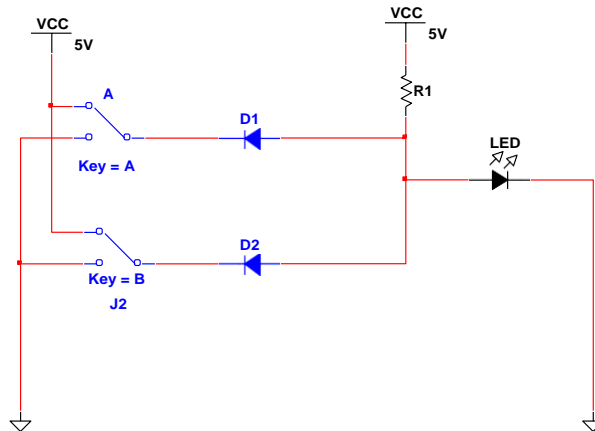 VCC
5V
VCC
5V
R1
A
Key = A
D1
LED
D2
Key = B
J2